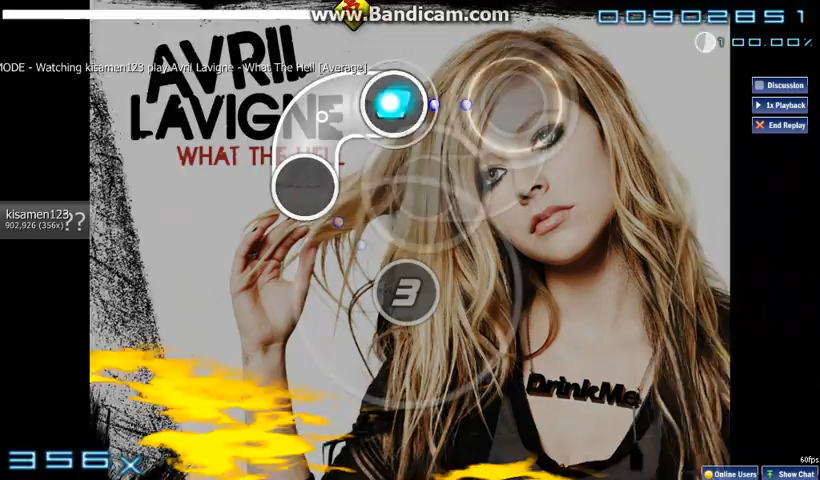 www.Bandicam.com
00902851
100.00%
MODE - Watching kisamen123 play Avril Lavigne - What The Hell [Average]
AVRIL
LAVIGNE
WHAT THE HELL
Discussion
1x Playback
End Replay
kisamen123
902,926 (356x)
??
3
DrinkMe
356x
60fps
Online Users
Show Chat